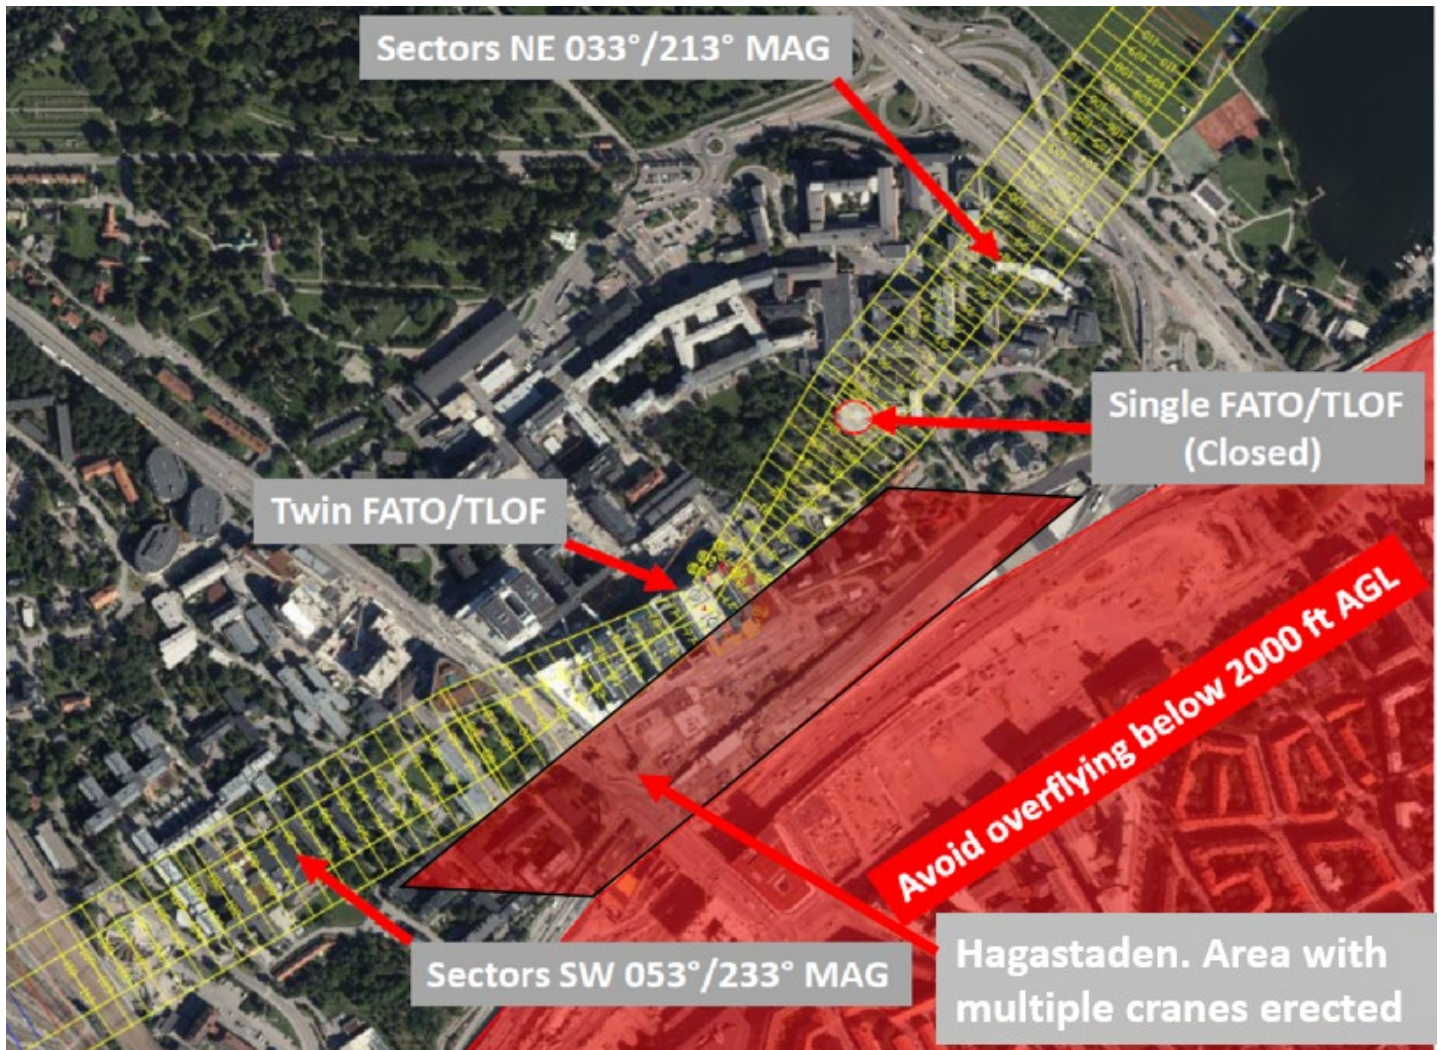 Sectors NE 033°/213° MAG
Single FATO/TLOF
(Closed)
Twin FATO/TLOF
Avoid overflying below 2000 ft AGL
Sectors SW 053°/233° MAG
Hagastaden. Area with
multiple cranes erected